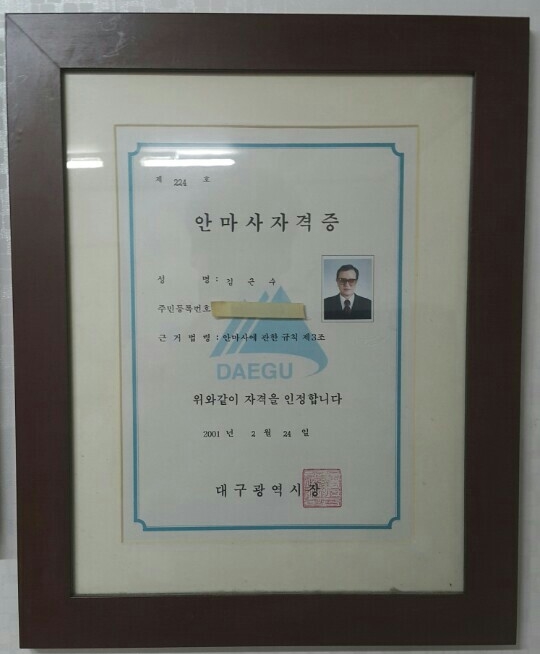 제 224 호
안마사자격증
성 명 : 김근수
주민등록번호
근거법령 : 안마사에 관한 규칙 제3조
DAEGU
위와같이 자격을 인정합니다
2001 년 2 월 24 일
대구광역시장